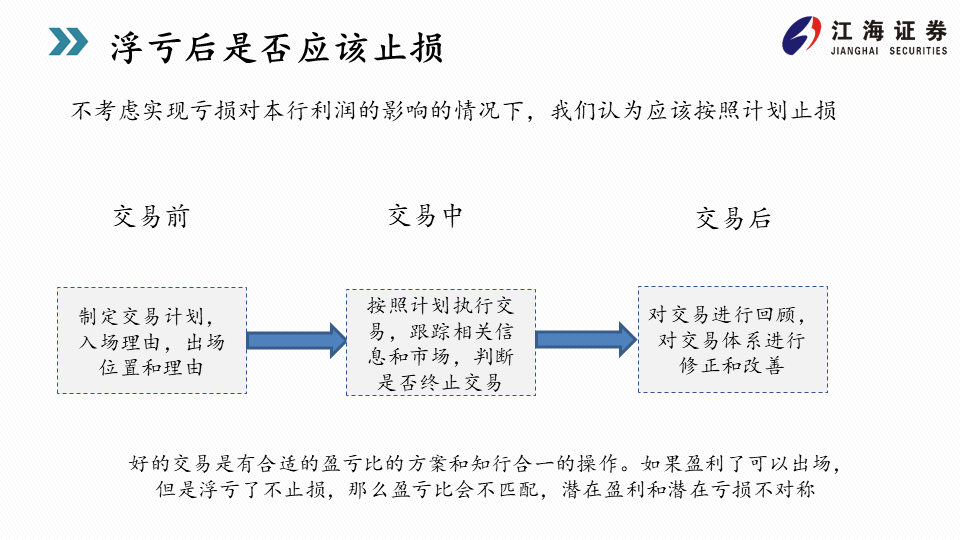 浮亏后是否应该止损
江海证券
JIANGHAI SECURITIES
不考虑实现亏损对本行利润的影响的情况下，我们认为应该按照计划止损
交易前
交易中
交易后
制定交易计划，
入场理由，出场
位置和理由
按照计划执行交
易，跟踪相关信
息和市场，判断
是否终止交易
对交易进行回顾，
对交易体系进行
修正和改善
好的交易是有合适的盈亏比的方案和知行合一的操作。如果盈利了可以出场，
但是浮亏了不止损，那么盈亏比会不匹配，潜在盈利和潜在亏损不对称